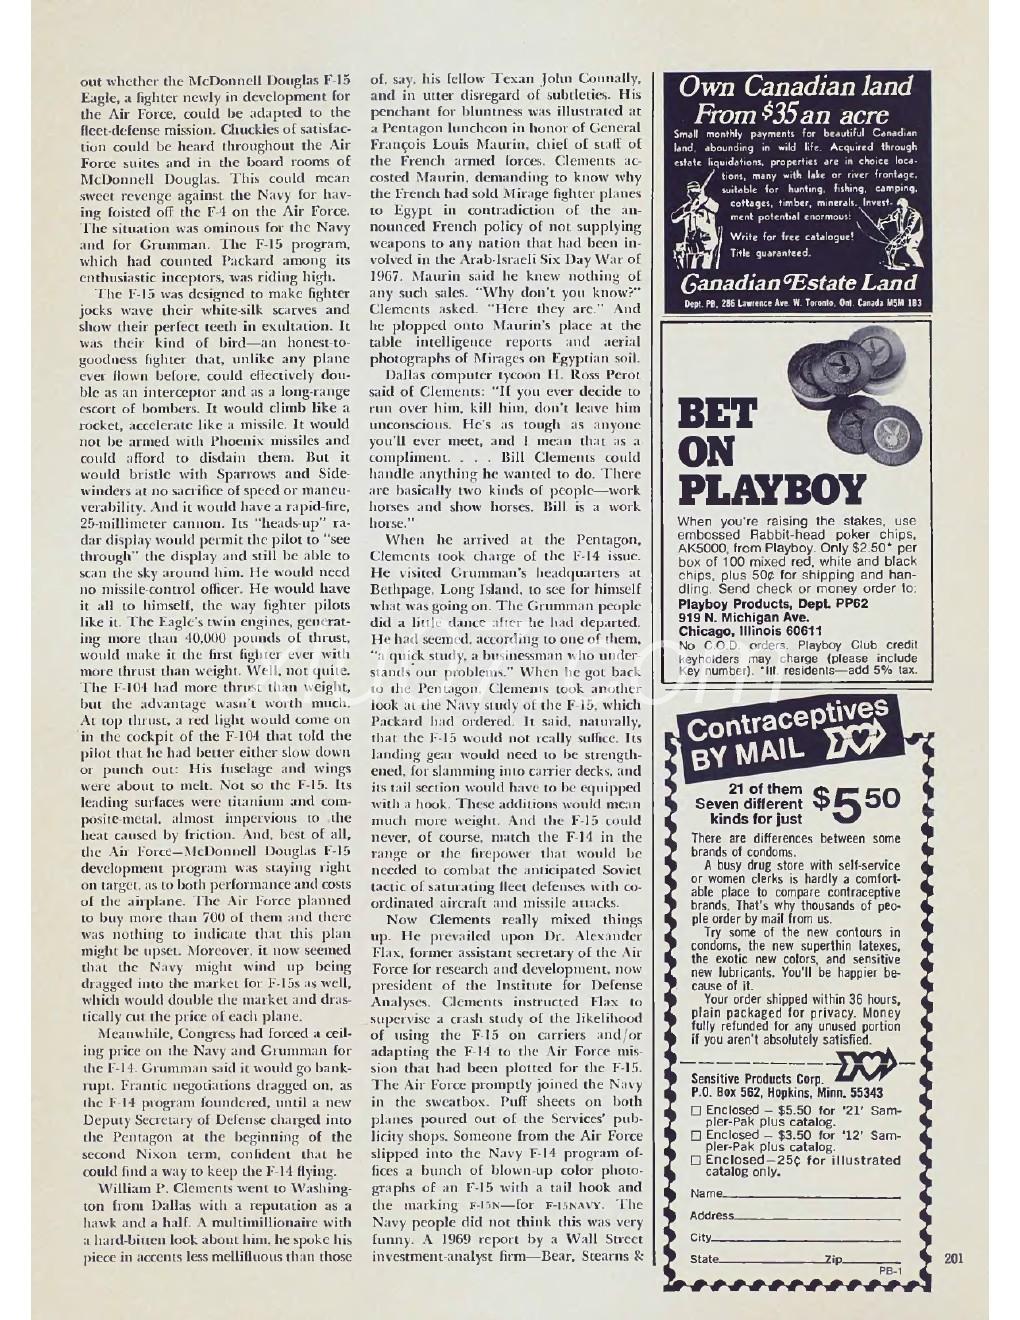 out whether the McDonnell Douglas F-15
Eagle, a fighter newly in development for
the Air Force, could be adapted to the
fleet-defense mission. Chuckles of satisfac-
tion could be heard throughout the Air
Force suites and in the board rooms of
McDonnell Douglas. This could mean
sweet revenge against the Navy for hav-
ing foisted off the F-4 on the Air Force.
The situation was ominous for the Navy
and for Grumman. The F-15 program,
which had counted Packard among its
enthusiastic inceptors, was riding high.
The F-15 was designed to make fighter
jocks wave their white-silk scarves and
show their perfect teeth in exultation. It
was their kind of bird—an honest-to-
goodness fighter that, unlike any plane
ever flown before, could effectively dou-
ble as an interceptor and as a long-range
escort of bombers. It would climb like a
rocket, accelerate like a missile. It would
not be armed with Phoenix missiles and
could afford to disdain them. But it
would bristle with Sparrows and Side-
winders at no sacrifice of speed or maneu-
verability. And it would have a rapid-fire,
25-millimeter cannon. Its "heads-up" ra-
dar display would permit the pilot to "see
through" the display and still be able to
scan the sky around him. He would need
no missile-control officer. He would have
it all to himself, the way fighter pilots
like it. The Eagle's twin engines, generat-
ing more than 40,000 pounds of thrust,
would make it the first fighter ever with
more thrust than weight. Well, not quite.
The F-104 had more thrust than weight,
but the advantage wasn't worth much.
At top thrust, a red light would come on
in the cockpit of the F-104 that told the
pilot that he had better either slow down
or punch out: His fuselage and wings
were about to melt. Not so the F-15. Its
leading surfaces were titanium and com-
posite-metal, almost impervious to the
heat caused by friction. And, best of all,
the Air Force–McDonnell Douglas F-15
development program was staying right
on target, as to both performance and costs
of the airplane. The Air Force planned
to buy more than 700 of them and there
was nothing to indicate that this plan
might be upset. Moreover, it now seemed
that the Navy might wind up being
dragged into the market for F-15s as well,
which would double the market and dras-
tically cut the price of each plane.
Meanwhile, Congress had forced a ceil-
ing price on the Navy and Grumman for
the F-14. Grumman said it would go bank-
rupt. Frantic negotiations dragged on, as
the F-14 program foundered, until a new
Deputy Secretary of Defense charged into
the Pentagon at the beginning of the
second Nixon term, confident that he
could find a way to keep the F-14 flying.
William P. Clements went to Washing-
ton from Dallas with a reputation as a
hawk and a half. A multimillionaire with
a hard-bitten look about him, he spoke his
piece in accents less mellifluous than those
of, say, his fellow Texan John Connally,
and in utter disregard of subtleties. His
penchant for bluntness was illustrated at
a Pentagon luncheon in honor of General
François Louis Maurin, chief of staff of
the French armed forces. Clements ac-
costed Maurin, demanding to know why
the French had sold Mirage fighter planes
to Egypt in contradiction of the an-
nounced French policy of not supplying
weapons to any nation that had been in-
volved in the Arab-Israeli Six Day War of
1967. Maurin said he knew nothing of
any such sales. "Why don't you know?"
Clements asked. "Here they are." And
he plopped onto Maurin's place at the
table intelligence reports and aerial
photographs of Mirages on Egyptian soil.
Dallas computer tycoon H. Ross Perot
said of Clements: "If you ever decide to
run over him, kill him, don't leave him
unconscious. He's as tough as anyone
you'll ever meet, and I mean that as a
compliment. . . . Bill Clements could
handle anything he wanted to do. There
are basically two kinds of people—work
horses and show horses. Bill is a work
horse."
When he arrived at the Pentagon,
Clements took charge of the F-14 issue.
He visited Grumman's headquarters at
Bethpage, Long Island, to see for himself
what was going on. The Grumman people
did a little dance after he had departed.
He had seemed, according to one of them,
"a quick study, a businessman who under-
stands our problems." When he got back
to the Pentagon, Clements took another
look at the Navy study of the F-15, which
Packard had ordered. It said, naturally,
that the F-15 would not really suffice. Its
landing gear would need to be strength-
ened, for slamming into carrier decks, and
its tail section would have to be equipped
with a hook. These additions would mean
much more weight. And the F-15 could
never, of course, match the F-14 in the
range or the firepower that would be
needed to combat the anticipated Soviet
tactic of saturating fleet defenses with co-
ordinated aircraft and missile attacks.
Now Clements really mixed things
up. He prevailed upon Dr. Alexander
Flax, former assistant secretary of the Air
Force for research and development, now
president of the Institute for Defense
Analyses. Clements instructed Flax to
supervise a crash study of the likelihood
of using the F-15 on carriers and/or
adapting the F-14 to the Air Force mis-
sion that had been plotted for the F-15.
The Air Force promptly joined the Navy
in the sweatbox. Puff sheets on both
planes poured out of the Services' pub-
licity shops. Someone from the Air Force
slipped into the Navy F-14 program of-
fices a bunch of blown-up color photo-
graphs of an F-15 with a tail hook and
the marking F-15N—for F-15NAVY. The
Navy people did not think this was very
funny. A 1969 report by a Wall Street
investment-analyst firm—Bear, Stearns &
Own Canadian land
From $35 an acre
Small monthly payments for beautiful Canadian
land, abounding in wild life. Acquired through
estate liquidations, properties are in choice loca-
tions, many with lake or river frontage,
suitable for hunting, fishing, camping,
cottages, timber, minerals. Invest-
ment potential enormous!
Write for free catalogue!
Title guaranteed.
Canadian Estate Land
Dept. PB, 286 Lawrence Ave. W. Toronto, Ont. Canada M5M 1B3
BET
ON
PLAYBOY
When you're raising the stakes, use
embossed Rabbit-head poker chips,
AK5000, from Playboy. Only $2.50* per
box of 100 mixed red, white and black
chips, plus 50¢ for shipping and han-
dling. Send check or money order to:
Playboy Products, Dept. PP62
919 N. Michigan Ave.
Chicago, Illinois 60611
No C.O.D. orders. Playboy Club credit
keyholders may charge (please include
Key number). *Ill. residents—add 5% tax.
Contraceptives
BY MAIL
21 of them
Seven different
kinds for just
$5.50
There are differences between some
brands of condoms.
A busy drug store with self-service
or women clerks is hardly a comfort-
able place to compare contraceptive
brands. That's why thousands of peo-
ple order by mail from us.
Try some of the new contours in
condoms, the new superthin latexes,
the exotic new colors, and sensitive
new lubricants. You'll be happier be-
cause of it.
Your order shipped within 36 hours,
plain packaged for privacy. Money
fully refunded for any unused portion
if you aren't absolutely satisfied.
Sensitive Products Corp.
P.O. Box 562, Hopkins, Minn. 55343
☐ Enclosed – $5.50 for '21' Sam-
pler-Pak plus catalog.
☐ Enclosed – $3.50 for '12' Sam-
pler-Pak plus catalog.
☐ Enclosed–25¢ for illustrated
catalog only.
Name
Address
City
State Zip
PB-1
201